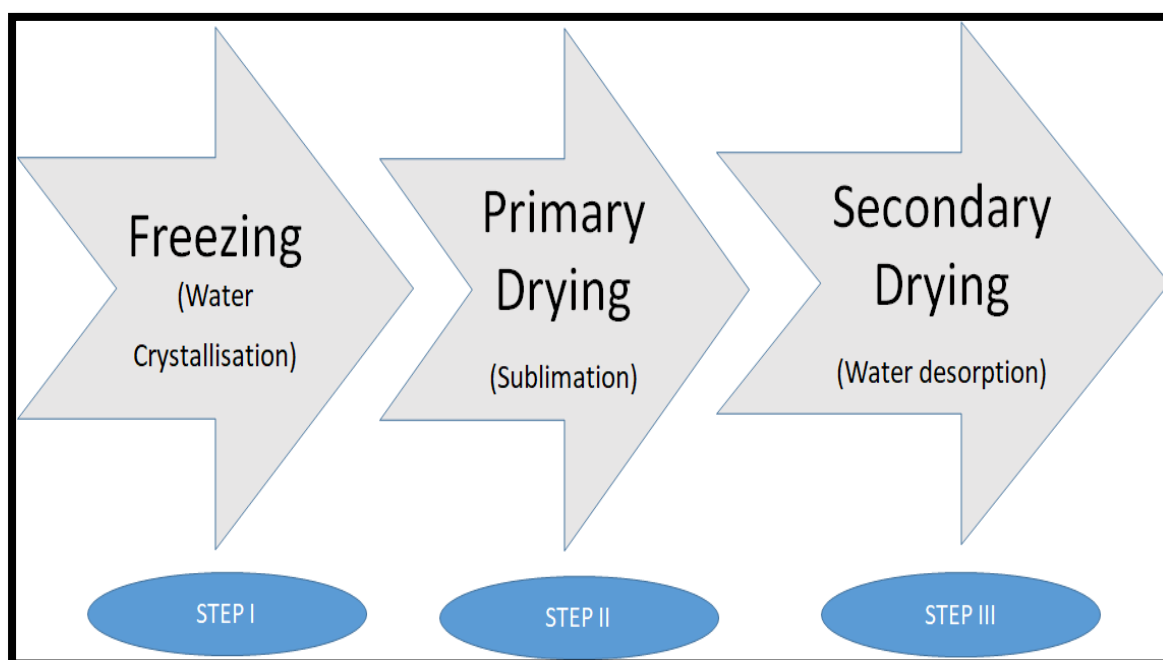 Freezing
(Water
Crystallisation)
Primary
Drying
(Sublimation)
Secondary
Drying
(Water desorption)
STEP I
STEP II
STEP III